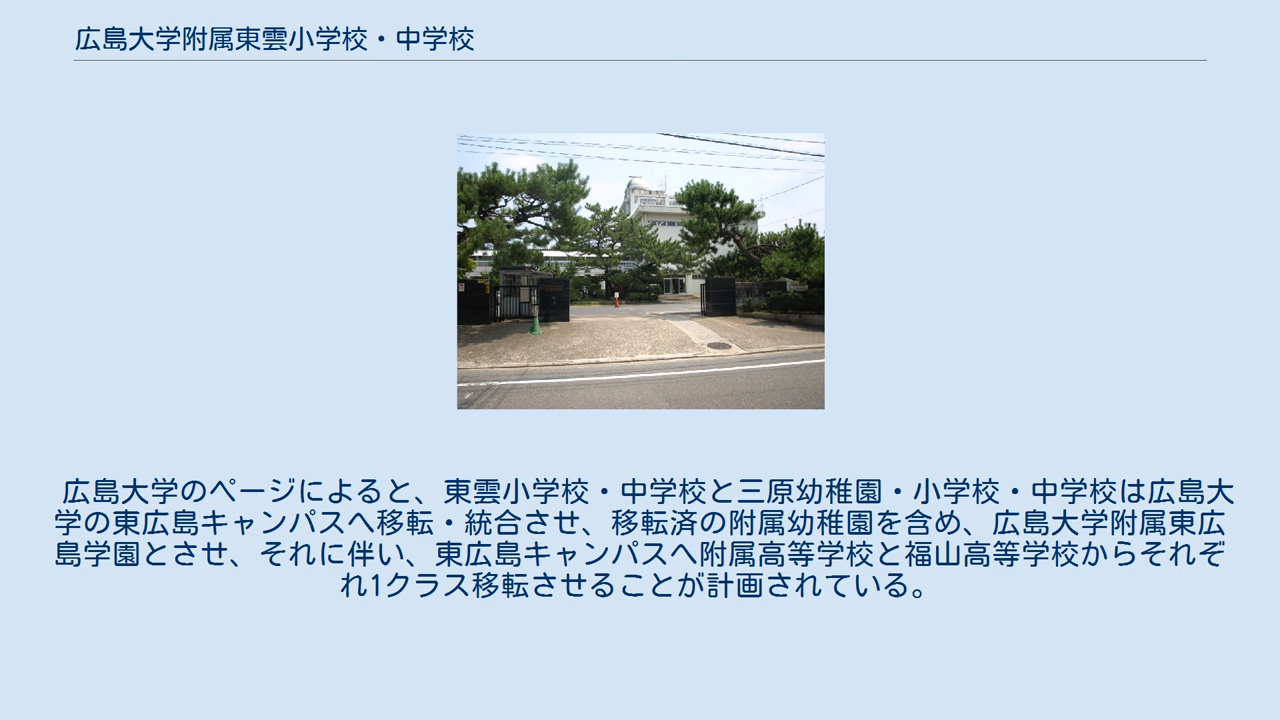 広島大学附属東雲小学校・中学校
広島大学のページによると、東雲小学校・中学校と三原幼稚園・小学校・中学校は広島大
学の東広島キャンパスへ移転・統合させ、移転済の附属幼稚園を含め、広島大学附属東広
島学園とさせ、それに伴い、東広島キャンパスへ附属高等学校と福山高等学校からそれぞ
れ1クラス移転させることが計画されている。